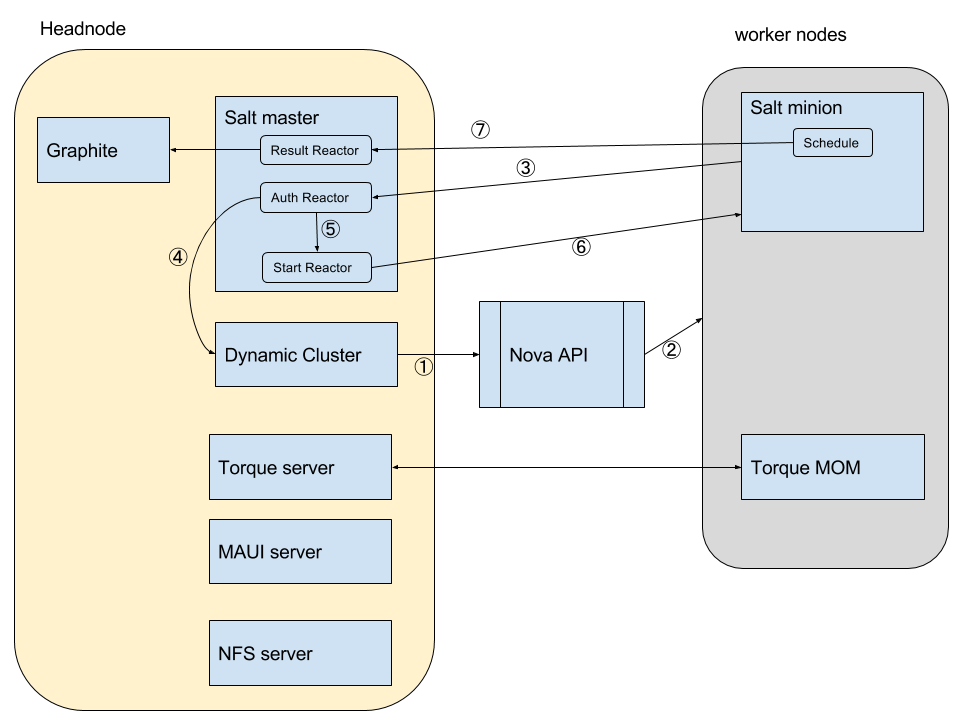 Headnode
worker nodes
Salt master
Salt minion
Graphite
Result Reactor
⑦
Schedule
③
Auth Reactor
⑤
④
Start Reactor
⑥
Dynamic Cluster
①
Nova API
②
Torque server
Torque MOM
MAUI server
NFS server